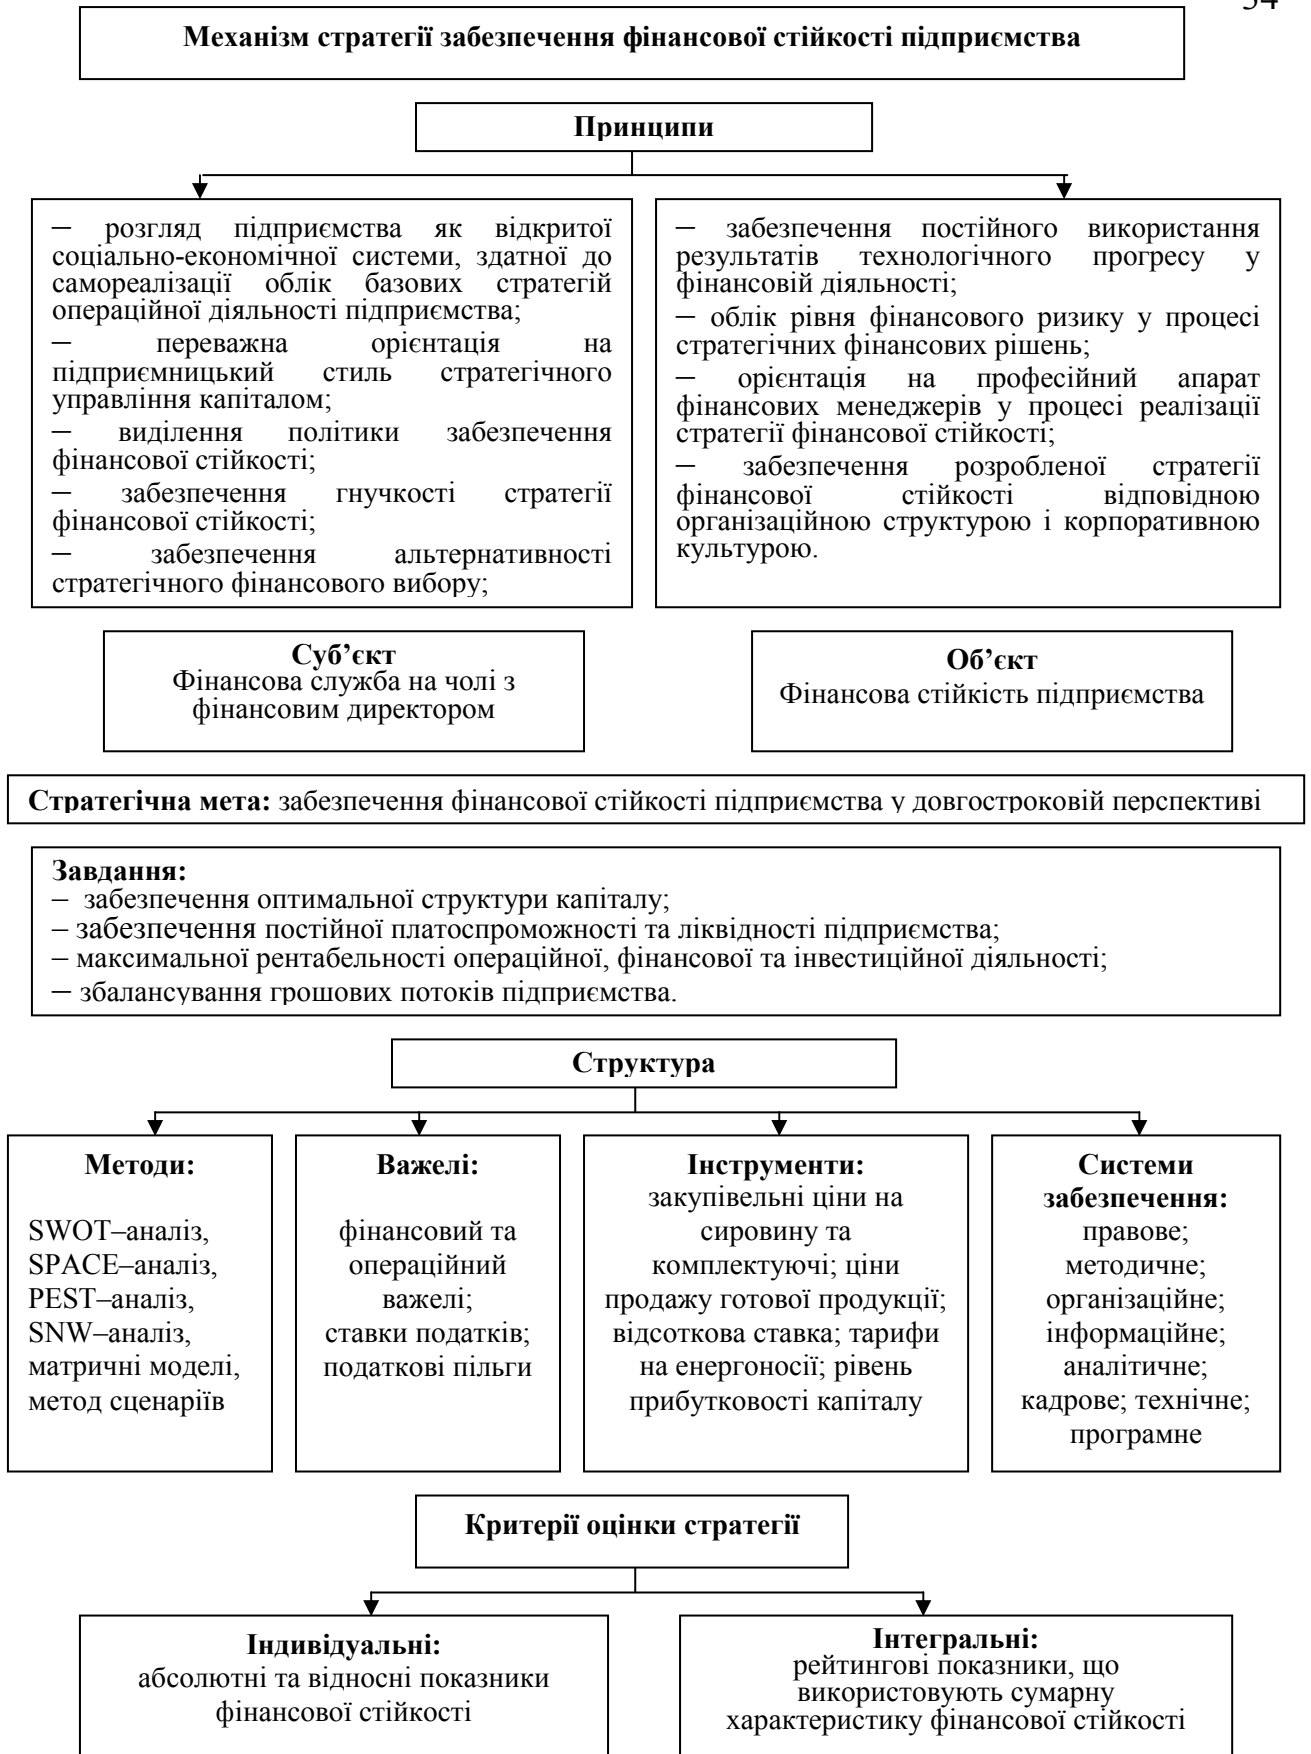 Механізм стратегії забезпечення фінансової стійкості підприємства
Принципи
— розгляд підприємства як відкритої
соціально-економічної системи, здатної до
самореалізації облік базових стратегій
операційної діяльності підприємства;
— переважна орієнтація на
підприємницький стиль стратегічного
управління капіталом;
— виділення політики забезпечення
фінансової стійкості;
— забезпечення гнучкості стратегії
фінансової стійкості;
— забезпечення альтернативності
стратегічного фінансового вибору;
— забезпечення постійного використання
результатів технологічного прогресу у
фінансовій діяльності;
— облік рівня фінансового ризику у процесі
стратегічних фінансових рішень;
— орієнтація на професійний апарат
фінансових менеджерів у процесі реалізації
стратегії фінансової стійкості;
— забезпечення розробленої стратегії
фінансової стійкості відповідною
організаційною структурою і корпоративною
культурою.
Суб’єкт
Фінансова служба на чолі з
фінансовим директором
Об’єкт
Фінансова стійкість підприємства
Стратегічна мета: забезпечення фінансової стійкості підприємства у довгостроковій перспективі
Завдання:
— забезпечення оптимальної структури капіталу;
— забезпечення постійної платоспроможності та ліквідності підприємства;
— максимальної рентабельності операційної, фінансової та інвестиційної діяльності;
— збалансування грошових потоків підприємства.
Структура
Методи:
SWOT–аналіз,
SPACE–аналіз,
PEST–аналіз,
SNW–аналіз,
матричні моделі,
метод сценаріїв
Важелі:
фінансовий та
операційний
важелі;
ставки податків;
податкові пільги
Інструменти:
закупівельні ціни на
сировину та
комплектуючі; ціни
продажу готової продукції;
відсоткова ставка; тарифи
на енергоносії; рівень
прибутковості капіталу
Системи
забезпечення:
правове;
методичне;
організаційне;
інформаційне;
аналітичне;
кадрове; технічне;
програмне
Критерії оцінки стратегії
Індивідуальні:
абсолютні та відносні показники
фінансової стійкості
Інтегральні:
рейтингові показники, що
використовують сумарну
характеристику фінансової стійкості